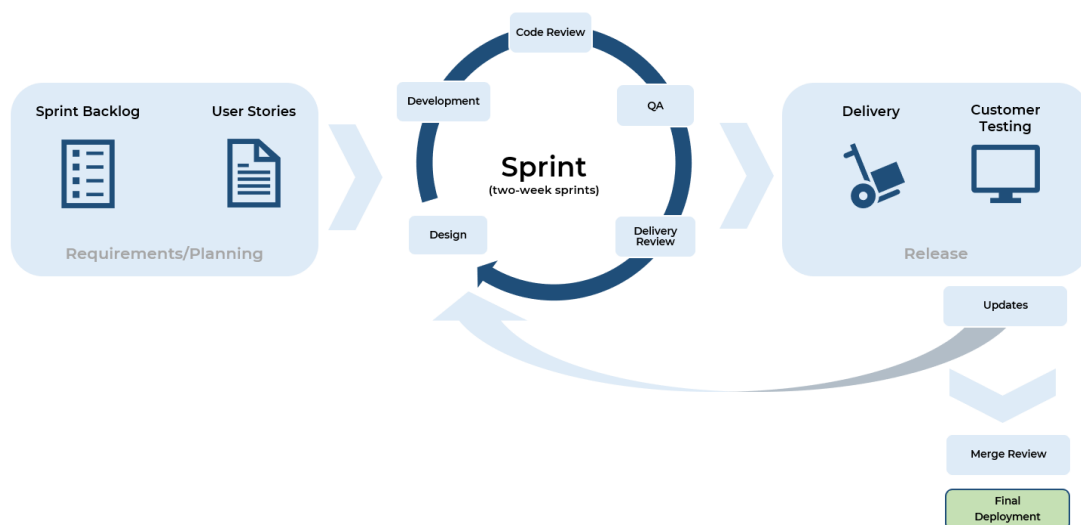 Sprint Backlog
User Stories
Requirements/Planning
Code Review
Development
QA
Sprint
(two-week sprints)
Design
Delivery
Review
Delivery
Customer
Testing
Release
Updates
Merge Review
Final
Deployment